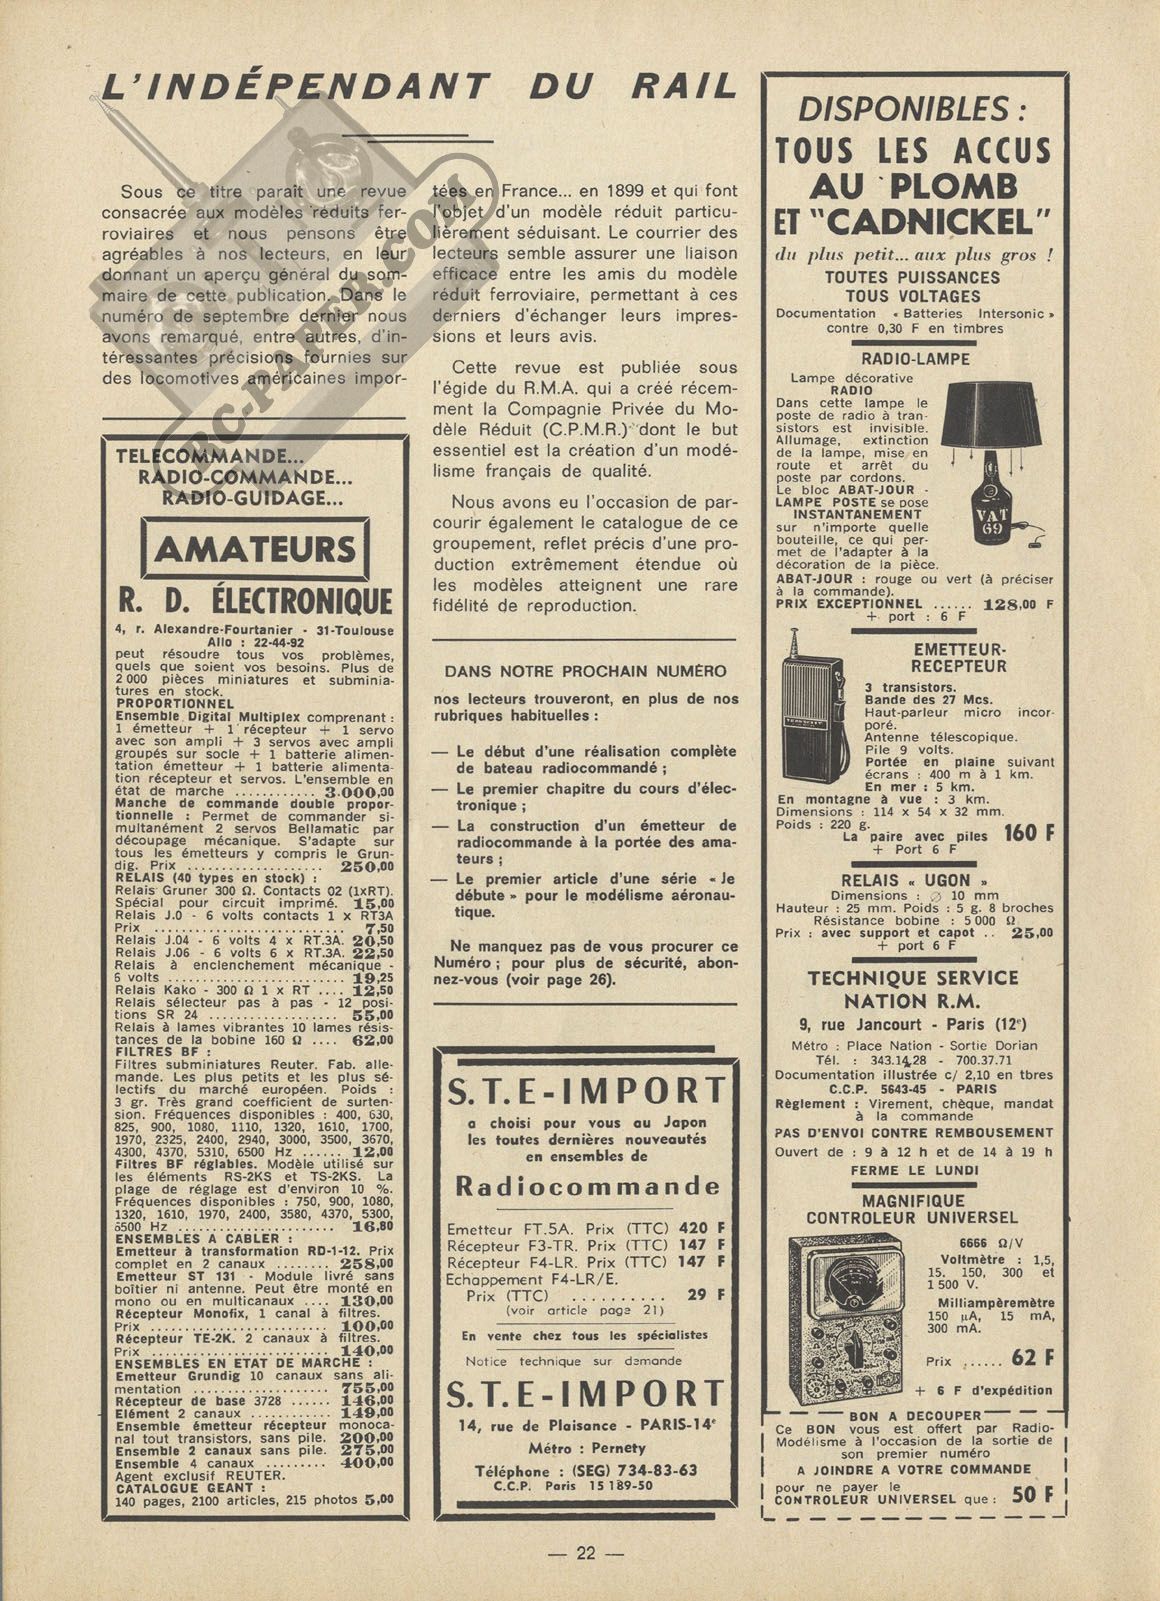 L'INDÉPENDANT DU RAIL
Sous ce titre paraît une revue
consacrée aux modèles réduits fer-
roviaires et nous pensons être
agréables à nos lecteurs, en leur
donnant un aperçu général du som-
maire de cette publication. Dans le
numéro de septembre dernier nous
avons remarqué, entre autres, d'in-
téressantes précisions fournies sur
des locomotives américaines impor-
tées en France... en 1899 et qui font
l'objet d'un modèle réduit particu-
lièrement séduisant. Le courrier des
lecteurs semble assurer une liaison
efficace entre les amis du modèle
réduit ferroviaire, permettant à ces
derniers d'échanger leurs impres-
sions et leurs avis.
Cette revue est publiée sous
l'égide du R.M.A. qui a créé récem-
ment la Compagnie Privée du Mo-
dèle Réduit (C.P.M.R.) dont le but
essentiel est la création d'un modé-
lisme français de qualité.
Nous avons eu l'occasion de par-
courir également le catalogue de ce
groupement, reflet précis d'une pro-
duction extrêmement étendue où
les modèles atteignent une rare
fidélité de reproduction.
RC-PAPER.COM
TELECOMMANDE...
RADIO-COMMANDE...
RADIO-GUIDAGE...
AMATEURS
R. D. ÉLECTRONIQUE
4, r. Alexandre-Fourtanier - 31-Toulouse
Allo : 22-44-92
peut résoudre tous vos problèmes,
quels que soient vos besoins. Plus de
2 000 pièces miniatures et subminia-
tures en stock.
PROPORTIONNEL
Ensemble Digital Multiplex comprenant :
1 émetteur + 1 récepteur + 1 servo
avec son ampli + 3 servos avec ampli
groupés sur socle + 1 batterie alimen-
tation émetteur + 1 batterie alimenta-
tion récepteur et servos. L'ensemble en
état de marche ............ 3.000,00
Manche de commande double propor-
tionnelle : Permet de commander si-
multanément 2 servos Bellamatic par
découpage mécanique. S'adapte sur
tous les émetteurs y compris le Grun-
dig. Prix .................. 250,00
RELAIS (40 types en stock) :
Relais Gruner 300 Ω. Contacts 02 (1xRT).
Spécial pour circuit imprimé. 15,00
Relais J.0 - 6 volts contacts 1 x RT3A
Prix ........................ 7,50
Relais J.04 - 6 volts 4 x RT.3A. 20,50
Relais J.06 - 6 volts 6 x RT.3A. 22,50
Relais à enclenchement mécanique -
6 volts .................... 19,25
Relais Kako - 300 Ω 1 x RT .... 12,50
Relais sélecteur pas à pas - 12 posi-
tions SR 24 ................ 55,00
Relais à lames vibrantes 10 lames résis-
tances de la bobine 160 Ω .... 62,00
FILTRES BF :
Filtres subminiatures Reuter. Fab. alle-
mande. Les plus petits et les plus sé-
lectifs du marché européen. Poids :
3 gr. Très grand coefficient de surten-
sion. Fréquences disponibles : 400, 630,
825, 900, 1080, 1110, 1320, 1610, 1700,
1970, 2325, 2400, 2940, 3000, 3500, 3670,
4300, 4370, 5310, 6500 Hz ...... 12,00
Filtres BF réglables. Modèle utilisé sur
les éléments RS-2KS et TS-2KS. La
plage de réglage est d'environ 10 %.
Fréquences disponibles : 750, 900, 1080,
1320, 1610, 1970, 2400, 3580, 4370, 5300,
6500 Hz .................... 16,80
ENSEMBLES A CABLER :
Emetteur à transformation RD-1-12. Prix
complet en 2 canaux ........ 258,00
Emetteur ST 131 - Module livré sans
boîtier ni antenne. Peut être monté en
mono ou en multicanaux .... 130,00
Récepteur Monofix, 1 canal à filtres.
Prix ...................... 100,00
Récepteur TE-2K. 2 canaux à filtres.
Prix ...................... 140,00
ENSEMBLES EN ETAT DE MARCHE :
Emetteur Grundig 10 canaux sans ali-
mentation .................. 755,00
Récepteur de base 3728 ...... 146,00
Elément 2 canaux ............ 149,00
Ensemble émetteur récepteur monoca-
nal tout transistors, sans pile. 200,00
Ensemble 2 canaux sans pile. 275,00
Ensemble 4 canaux .......... 400,00
Agent exclusif REUTER.
CATALOGUE GEANT :
140 pages, 2100 articles, 215 photos 5,00
DANS NOTRE PROCHAIN NUMÉRO
nos lecteurs trouveront, en plus de nos
rubriques habituelles :
— Le début d'une réalisation complète
de bateau radiocommandé ;
— Le premier chapitre du cours d'élec-
tronique ;
— La construction d'un émetteur de
radiocommande à la portée des ama-
teurs ;
— Le premier article d'une série « Je
débute » pour le modélisme aéronau-
tique.
Ne manquez pas de vous procurer ce
Numéro ; pour plus de sécurité, abon-
nez-vous (voir page 26).
S.T.E-IMPORT
a choisi pour vous au Japon
les toutes dernières nouveautés
en ensembles de
Radiocommande
Emetteur FT.5A. Prix (TTC) 420 F
Récepteur F3-TR. Prix (TTC) 147 F
Récepteur F4-LR. Prix (TTC) 147 F
Echappement F4-LR/E.
Prix (TTC) .......... 29 F
(voir article page 21)
En vente chez tous les spécialistes
Notice technique sur demande
S.T.E-IMPORT
14, rue de Plaisance - PARIS-14e
Métro : Pernety
Téléphone : (SEG) 734-83-63
C.C.P. Paris 15 189-50
DISPONIBLES :
TOUS LES ACCUS
AU PLOMB
ET "CADNICKEL"
du plus petit... aux plus gros !
TOUTES PUISSANCES
TOUS VOLTAGES
Documentation « Batteries Intersonic »
contre 0,30 F en timbres
RADIO-LAMPE
Lampe décorative
RADIO
Dans cette lampe le
poste de radio à tran-
sistors est invisible.
Allumage, extinction
de la lampe, mise en
route et arrêt du
poste par cordons.
Le bloc ABAT-JOUR -
LAMPE POSTE se pose
INSTANTANEMENT
sur n'importe quelle
bouteille, ce qui per-
met de l'adapter à la
décoration de la pièce.
VAT
69
ABAT-JOUR : rouge ou vert (à préciser
à la commande).
PRIX EXCEPTIONNEL ...... 128,00 F
+ port : 6 F
EMETTEUR-
RECEPTEUR
3 transistors.
Bande des 27 Mcs.
Haut-parleur micro incor-
poré.
Antenne télescopique.
Pile 9 volts.
Portée en plaine suivant
écrans : 400 m à 1 km.
En mer : 5 km.
En montagne à vue : 3 km.
Dimensions : 114 x 54 x 32 mm.
Poids : 220 g.
La paire avec piles 160 F
+ Port 6 F
RELAIS « UGON »
Dimensions : ∅ 10 mm
Hauteur : 25 mm. Poids : 5 g. 8 broches
Résistance bobine : 5 000 Ω
Prix : avec support et capot .. 25,00
+ port 6 F
TECHNIQUE SERVICE
NATION R.M.
9, rue Jancourt - Paris (12e)
Métro : Place Nation - Sortie Dorian
Tél. : 343.14.28 - 700.37.71
Documentation illustrée c/ 2,10 en tbres
C.C.P. 5643-45 - PARIS
Règlement : Virement, chèque, mandat
à la commande
PAS D'ENVOI CONTRE REMBOUSEMENT
Ouvert de : 9 à 12 h et de 14 à 19 h
FERME LE LUNDI
MAGNIFIQUE
CONTROLEUR UNIVERSEL
6666 Ω/V
Voltmètre : 1,5,
15, 150, 300 et
1 500 V.
Milliampèremètre
150 µA, 15 mA,
300 mA.
Prix ...... 62 F
+ 6 F d'expédition
BON A DECOUPER
Ce BON vous est offert par Radio-
Modélisme à l'occasion de la sortie de
son premier numéro
A JOINDRE A VOTRE COMMANDE
pour ne payer le
CONTROLEUR UNIVERSEL que : 50 F
— 22 —